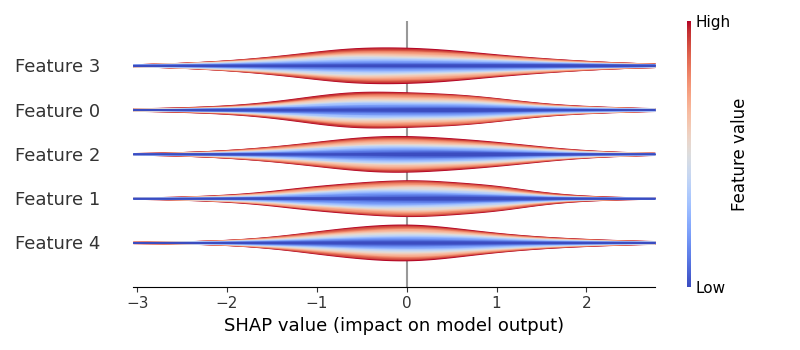 Feature 3
Feature 0
Feature 2
Feature 1
Feature 4
−3 −2 −1 0 1 2
SHAP value (impact on model output)
High
Feature value
Low